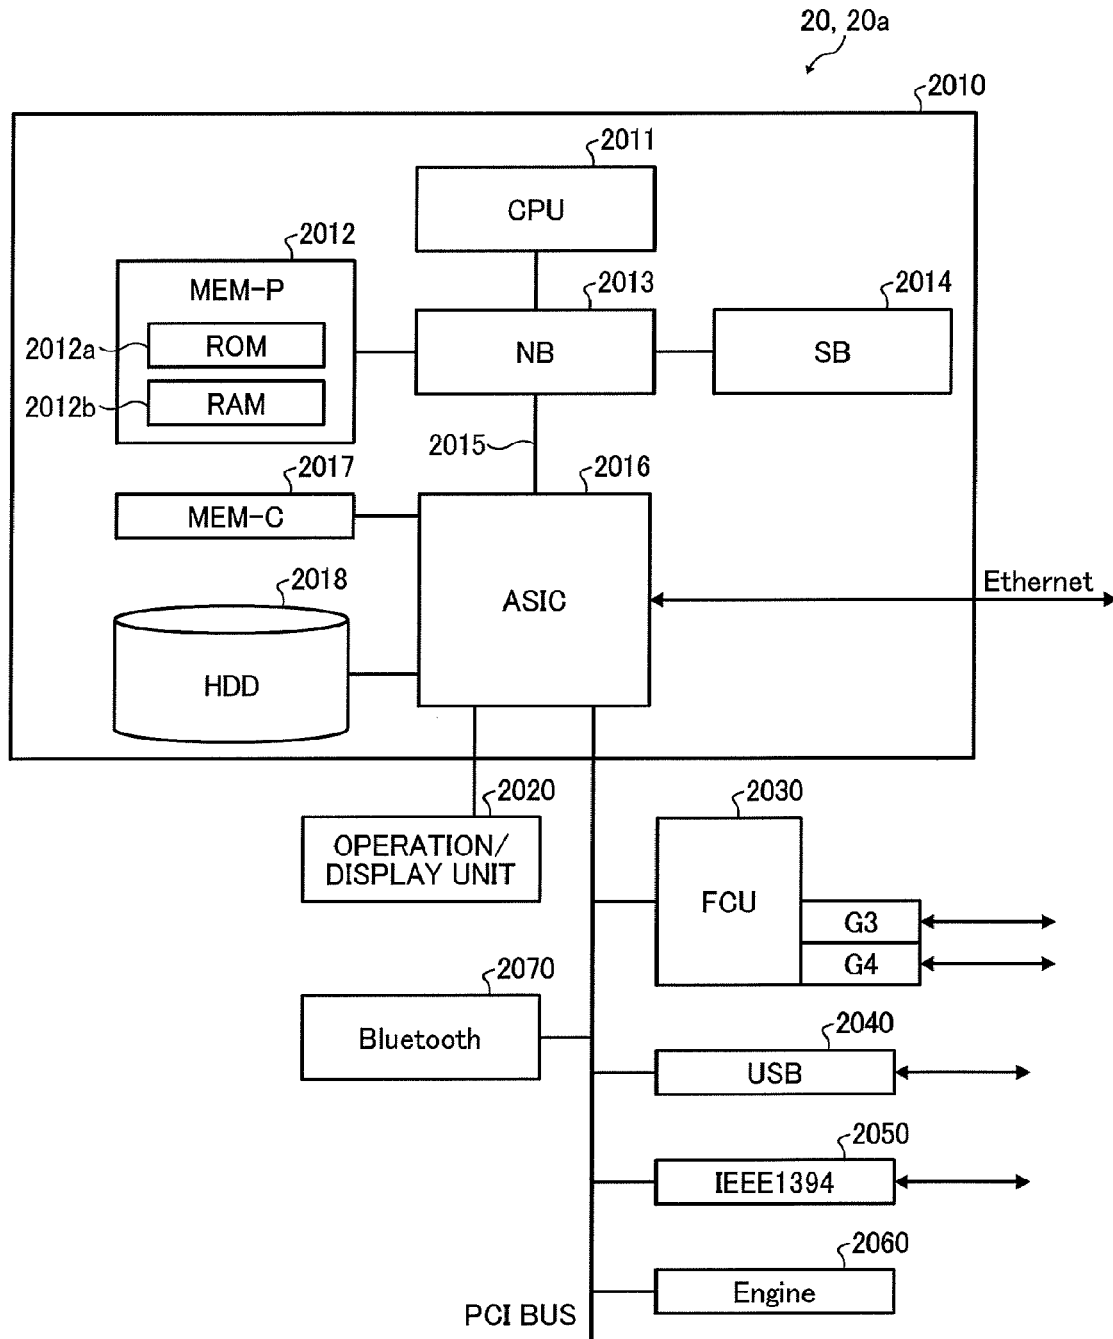 20, 20a
2010
2011
CPU
2012
MEM-P
2013
2014
2012a
ROM
NB
SB
2012b
RAM
2015
2017
2016
MEM-C
2018
ASIC
Ethernet
HDD
2020
2030
OPERATION/
DISPLAY UNIT
FCU
G3
G4
2070
Bluetooth
2040
USB
2050
IEEE1394
2060
Engine
PCI BUS